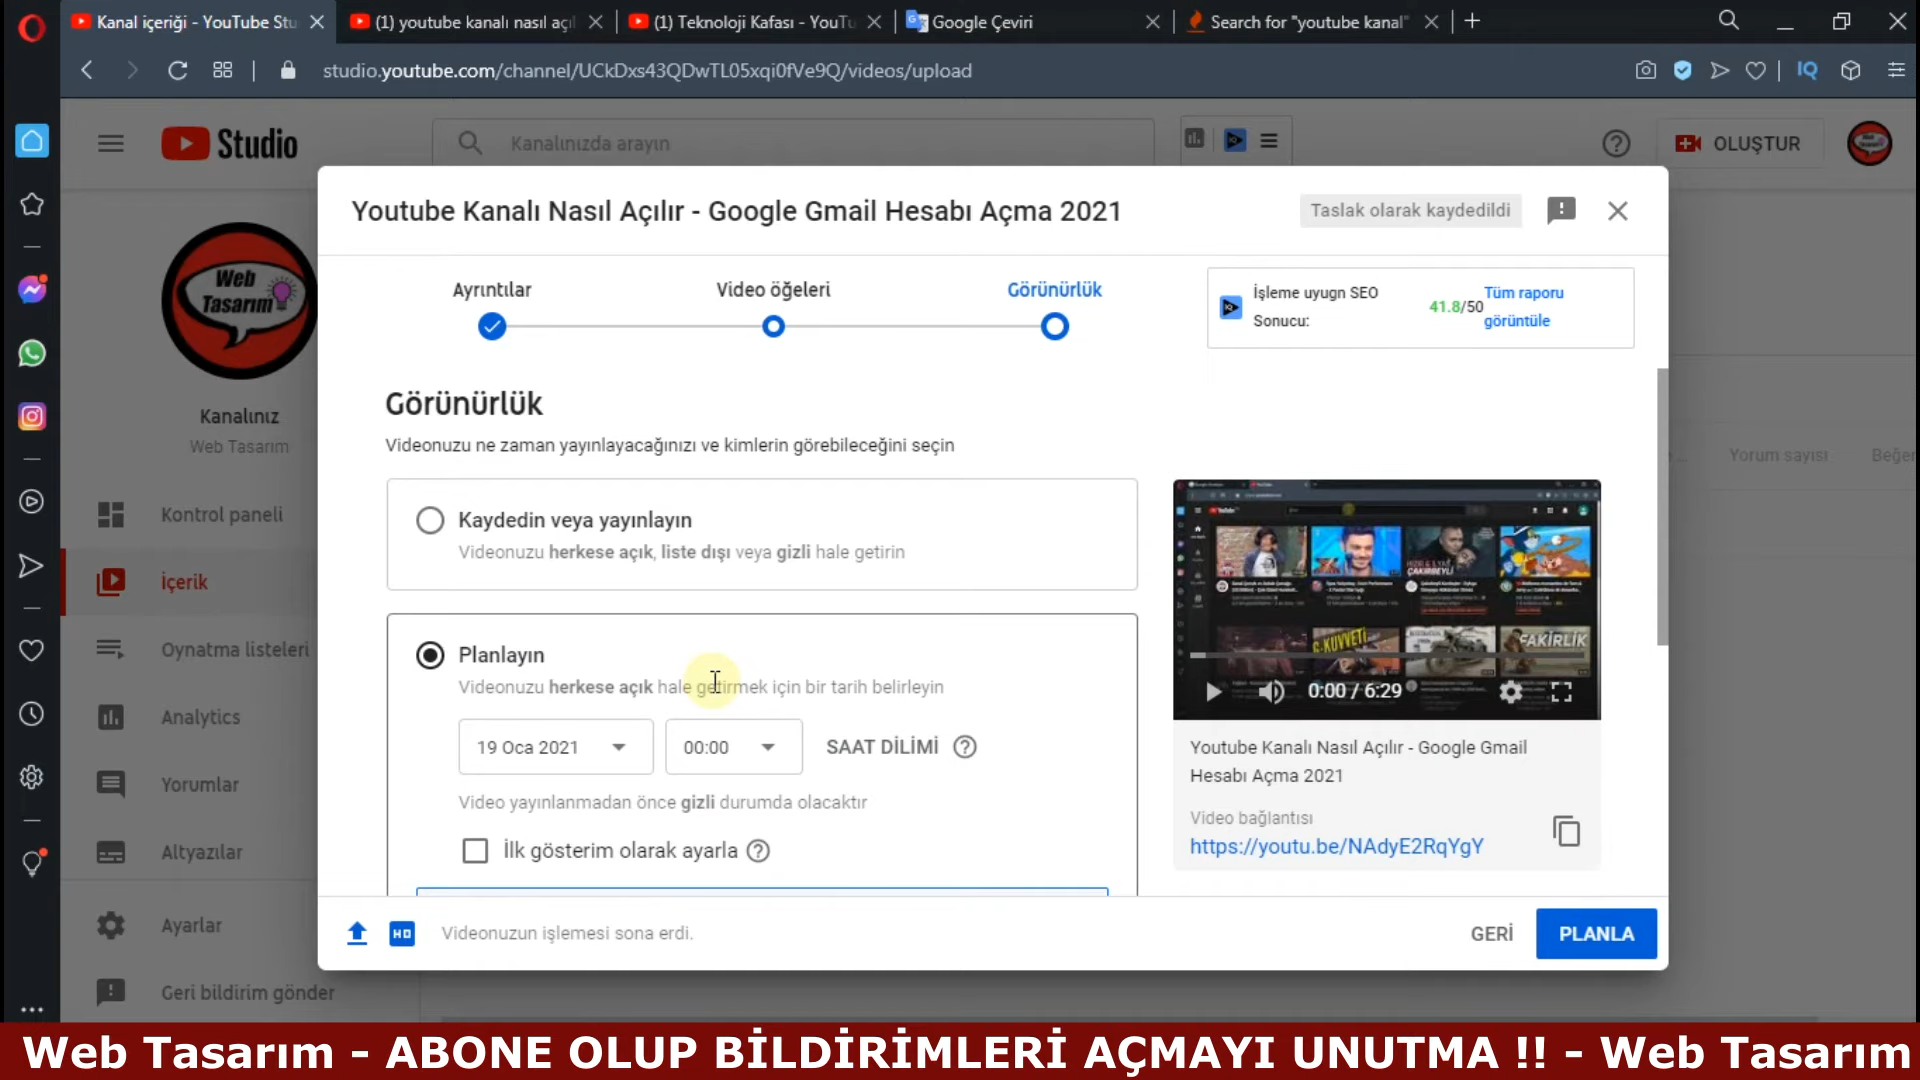 Kanal içeriği - YouTube Stu
(1) youtube kanalı nasıl açıl
(1) Teknoloji Kafası - YouTu
Google Çeviri
Search for "youtube kanal"
studio.youtube.com/channel/UCkDxs43QDwTL05xqi0fVe9Q/videos/upload
Studio
Kanalınızda arayın
OLUŞTUR
Youtube Kanalı Nasıl Açılır - Google Gmail Hesabı Açma 2021
Taslak olarak kaydedildi
Ayrıntılar
Video öğeleri
Görünürlük
İşleme uyugn SEO
Sonucu:
41.8/50
Tüm raporu
görüntüle
Web
Tasarım
Kanalınız
Web Tasarım
Kontrol paneli
İçerik
Oynatma listeleri
Analytics
Yorumlar
Altyazılar
Ayarlar
Geri bildirim gönder
Yorum sayısı
Beğer
Görünürlük
Videonuzu ne zaman yayınlayacağınızı ve kimlerin görebileceğini seçin
Kaydedin veya yayınlayın
Videonuzu herkese açık, liste dışı veya gizli hale getirin
Planlayın
Videonuzu herkese açık hale getirmek için bir tarih belirleyin
19 Oca 2021
00:00
SAAT DİLİMİ
Video yayınlanmadan önce gizli durumda olacaktır
İlk gösterim olarak ayarla
ÇAKIRBEYLİ
G-KUVVETİ
FAKİRLİK
0:00 / 6:29
Youtube Kanalı Nasıl Açılır - Google Gmail
Hesabı Açma 2021
Video bağlantısı
https://youtu.be/NAdyE2RqYgY
HD
Videonuzun işlemesi sona erdi.
GERİ
PLANLA
Web Tasarım - ABONE OLUP BİLDİRİMLERİ AÇMAYI UNUTMA !! - Web Tasarım